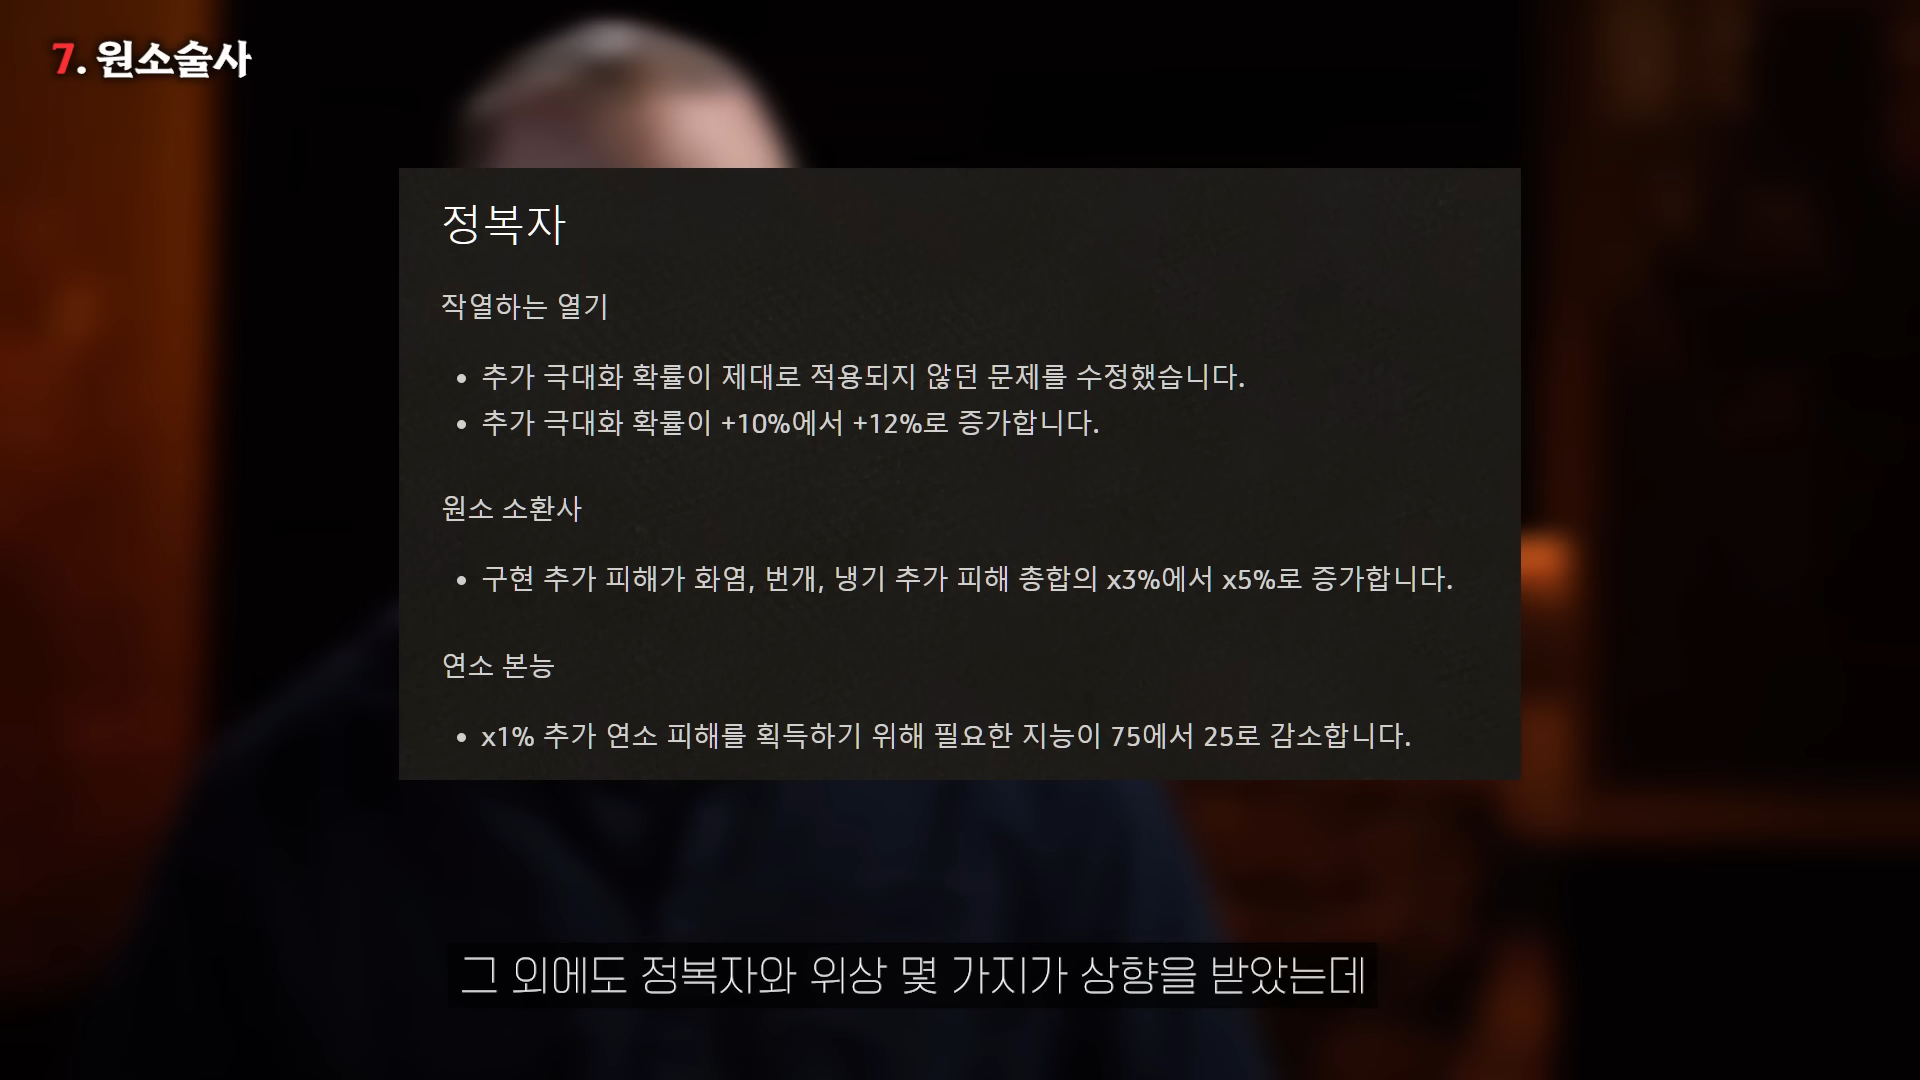 7. 원소술사
정복자
작열하는 열기
• 추가 극대화 확률이 제대로 적용되지 않던 문제를 수정했습니다.
• 추가 극대화 확률이 +10%에서 +12%로 증가합니다.
원소 소환사
• 구현 추가 피해가 화염, 번개, 냉기 추가 피해 총합의 x3%에서 x5%로 증가합니다.
연소 본능
• x1% 추가 연소 피해를 획득하기 위해 필요한 지능이 75에서 25로 감소합니다.
그 외에도 정복자와 위상 몇 가지가 상향을 받았는데